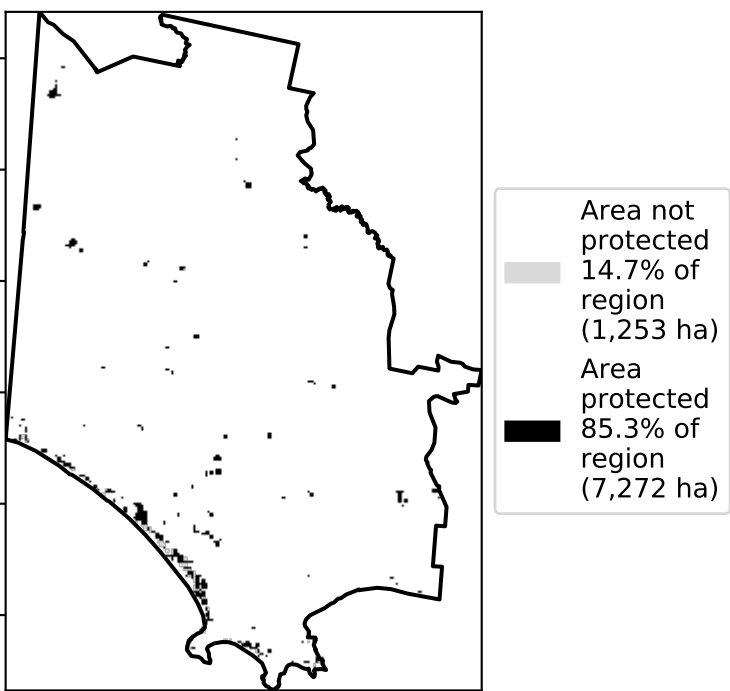 Area not
protected
14.7% of
region
(1,253 ha)
Area
protected
85.3% of
region
(7,272 ha)